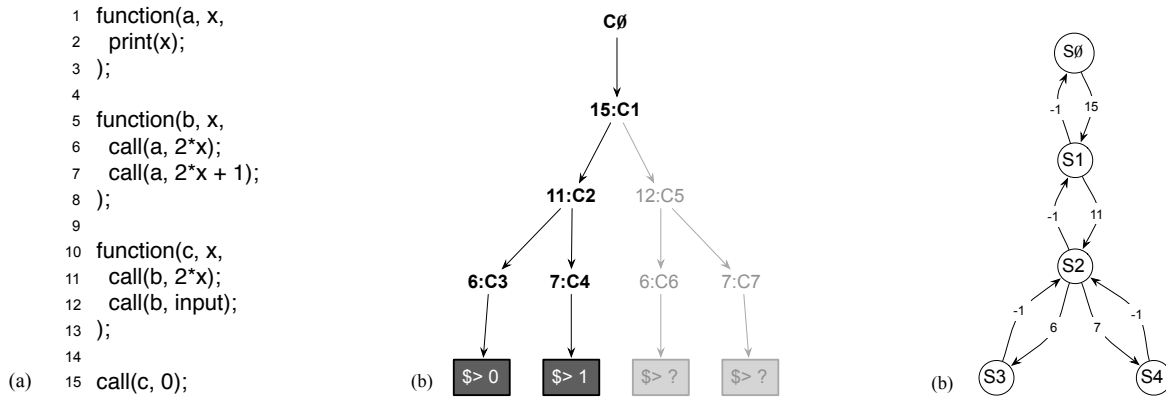 1 function(a, x,
2 print(x);
3 );
4
5 function(b, x,
6 call(a, 2*x);
7 call(a, 2*x + 1);
8 );
9
10 function(c, x,
11 call(b, 2*x);
12 call(b, input);
13 );
14
(a) 15 call(c, 0);
CØ
15:C1
11:C2 12:C5
6:C3 7:C4 6:C6 7:C7
(b) $> 0 $> 1 $> ? $> ?
SØ
-1 15
S1
-1 11
S2
-1 6 7 -1
S3 S4
(b)